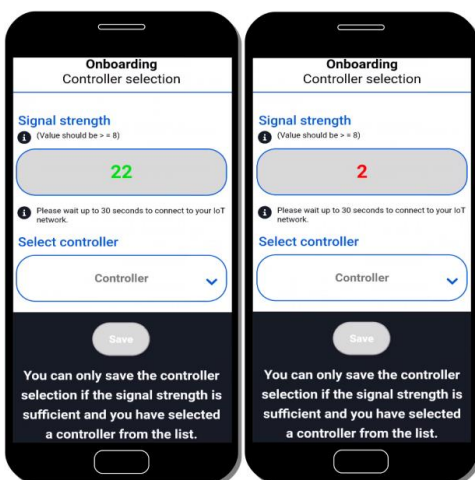 Onboarding
Controller selection
Signal strength
(Value should be > = 8)
22
Please wait up to 30 seconds to connect to your IoT
network.
Select controller
Controller
Save
You can only save the controller
selection if the signal strength is
sufficient and you have selected
a controller from the list.
Onboarding
Controller selection
Signal strength
(Value should be > = 8)
2
Please wait up to 30 seconds to connect to your IoT
network.
Select controller
Controller
Save
You can only save the controller
selection if the signal strength is
sufficient and you have selected
a controller from the list.